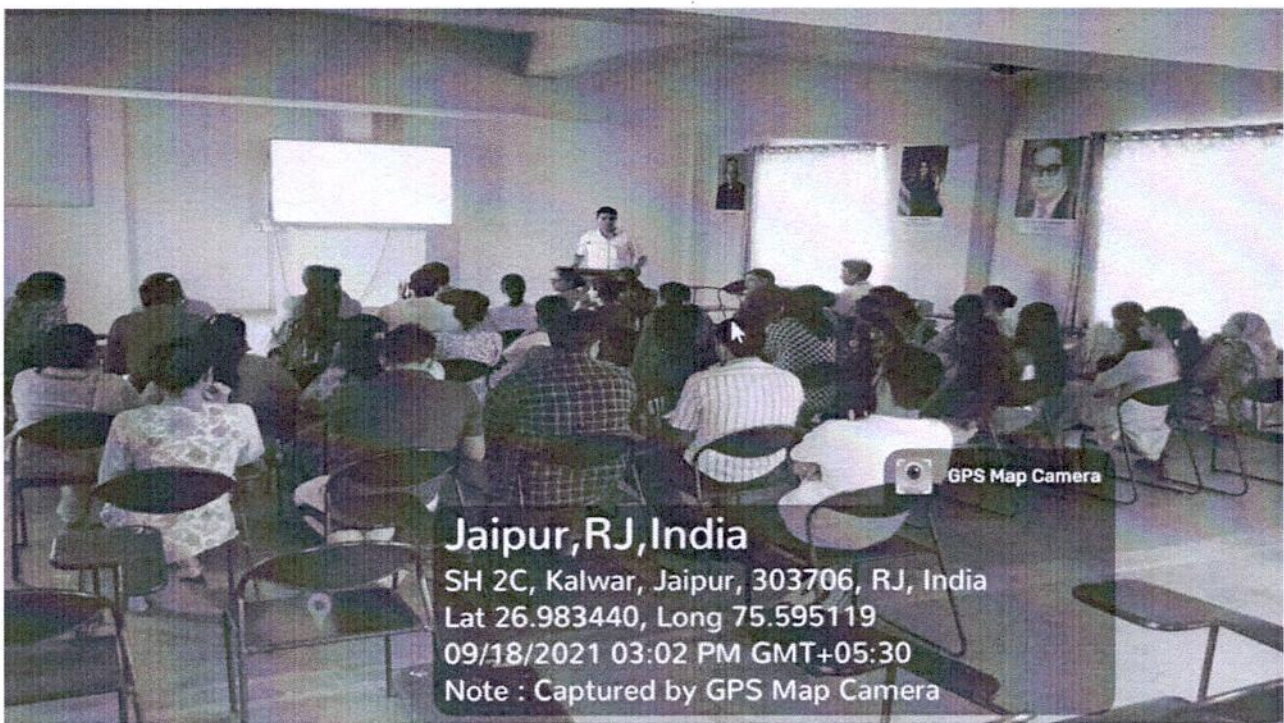 GPS Map Camera
Jaipur,RJ,India
SH 2C, Kalwar, Jaipur, 303706, RJ, India
Lat 26.983440, Long 75.595119
09/18/2021 03:02 PM GMT+05:30
Note : Captured by GPS Map Camera